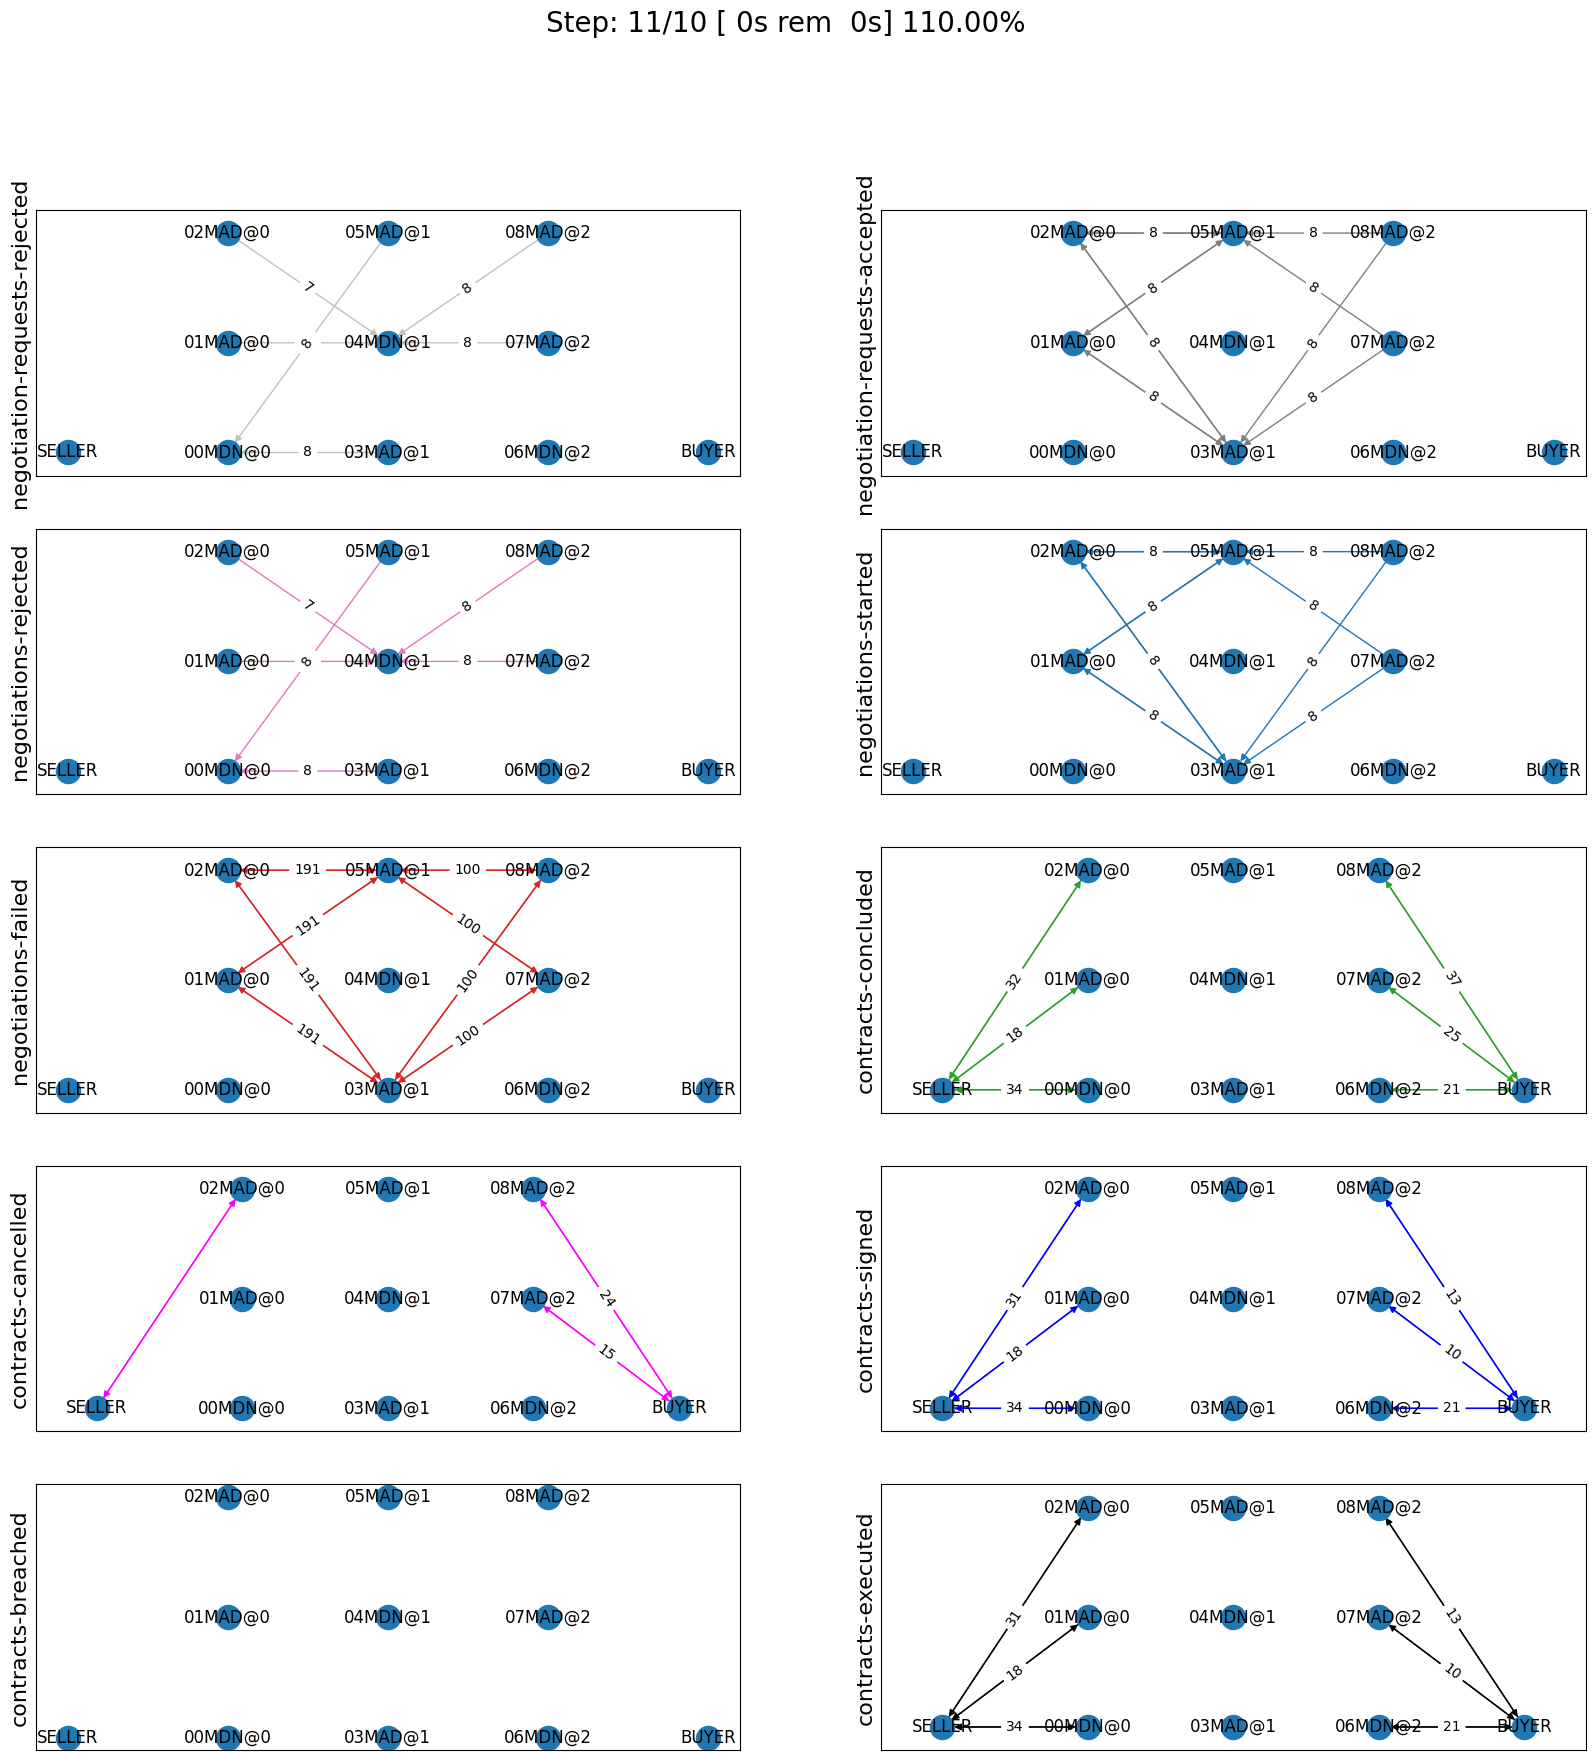 Step: 11/10 [ 0s rem  0s] 110.00%
negotiation-requests-rejected
02MAD@0 05MAD@1 08MAD@2
7 8
01MAD@0 8 04MDN@1 8 07MAD@2
SELLER 00MDN@0 8 03MAD@1 06MDN@2 BUYER
negotiation-requests-accepted
02MAD@0 8 05MAD@1 8 08MAD@2
8 8
01MAD@0 8 04MDN@1 8 07MAD@2
8 8
SELLER 00MDN@0 03MAD@1 06MDN@2 BUYER
negotiations-rejected
02MAD@0 05MAD@1 08MAD@2
7 8
01MAD@0 8 04MDN@1 8 07MAD@2
SELLER 00MDN@0 8 03MAD@1 06MDN@2 BUYER
negotiations-started
02MAD@0 8 05MAD@1 8 08MAD@2
8 8
01MAD@0 8 04MDN@1 8 07MAD@2
8 8
SELLER 00MDN@0 03MAD@1 06MDN@2 BUYER
negotiations-failed
02MAD@0 191 05MAD@1 100 08MAD@2
191 100
01MAD@0 191 04MDN@1 100 07MAD@2
191 100
SELLER 00MDN@0 03MAD@1 06MDN@2 BUYER
contracts-concluded
02MAD@0 05MAD@1 08MAD@2
32 01MAD@0 04MDN@1 07MAD@2 37
18 25
SELLER 34 00MDN@0 03MAD@1 06MDN@2 21 BUYER
contracts-cancelled
02MAD@0 05MAD@1 08MAD@2
01MAD@0 04MDN@1 07MAD@2 24
15
SELLER 00MDN@0 03MAD@1 06MDN@2 BUYER
contracts-signed
02MAD@0 05MAD@1 08MAD@2
31 01MAD@0 04MDN@1 07MAD@2 13
18 10
SELLER 34 00MDN@0 03MAD@1 06MDN@2 21 BUYER
contracts-breached
02MAD@0 05MAD@1 08MAD@2
01MAD@0 04MDN@1 07MAD@2
SELLER 00MDN@0 03MAD@1 06MDN@2 BUYER
contracts-executed
02MAD@0 05MAD@1 08MAD@2
31 01MAD@0 04MDN@1 07MAD@2 13
18 10
SELLER 34 00MDN@0 03MAD@1 06MDN@2 21 BUYER